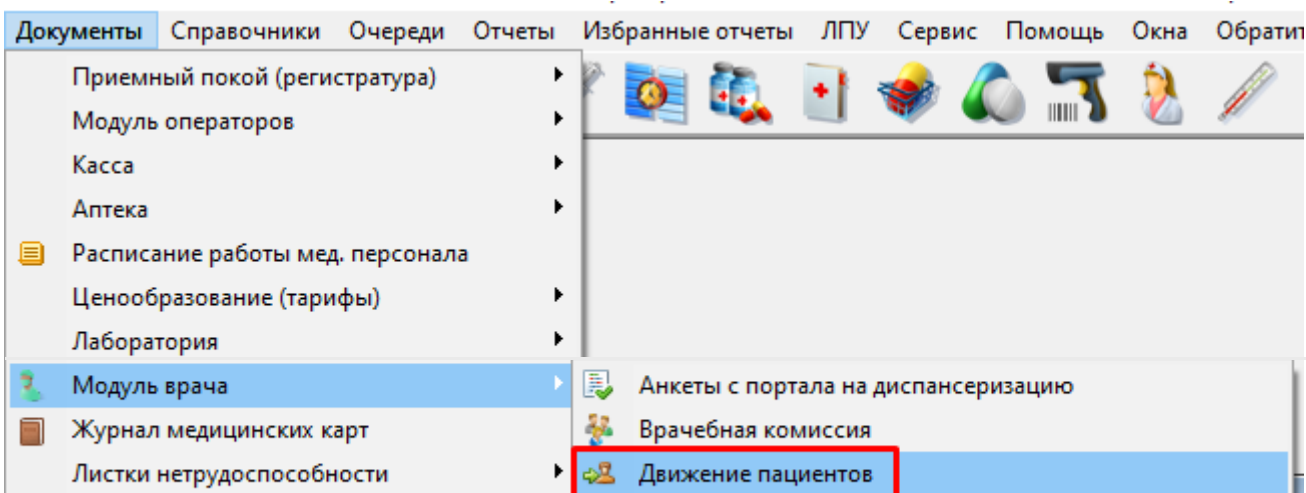 Документы Справочники Очереди Отчеты Избранные отчеты ЛПУ Сервис Помощь Окна Обратит
Приемный покой (регистратура)
Модуль операторов
Касса
Аптека
Расписание работы мед. персонала
Ценообразование (тарифы)
Лаборатория
Модуль врача
Анкеты с портала на диспансеризацию
Журнал медицинских карт
Врачебная комиссия
Листки нетрудоспособности
Движение пациентов